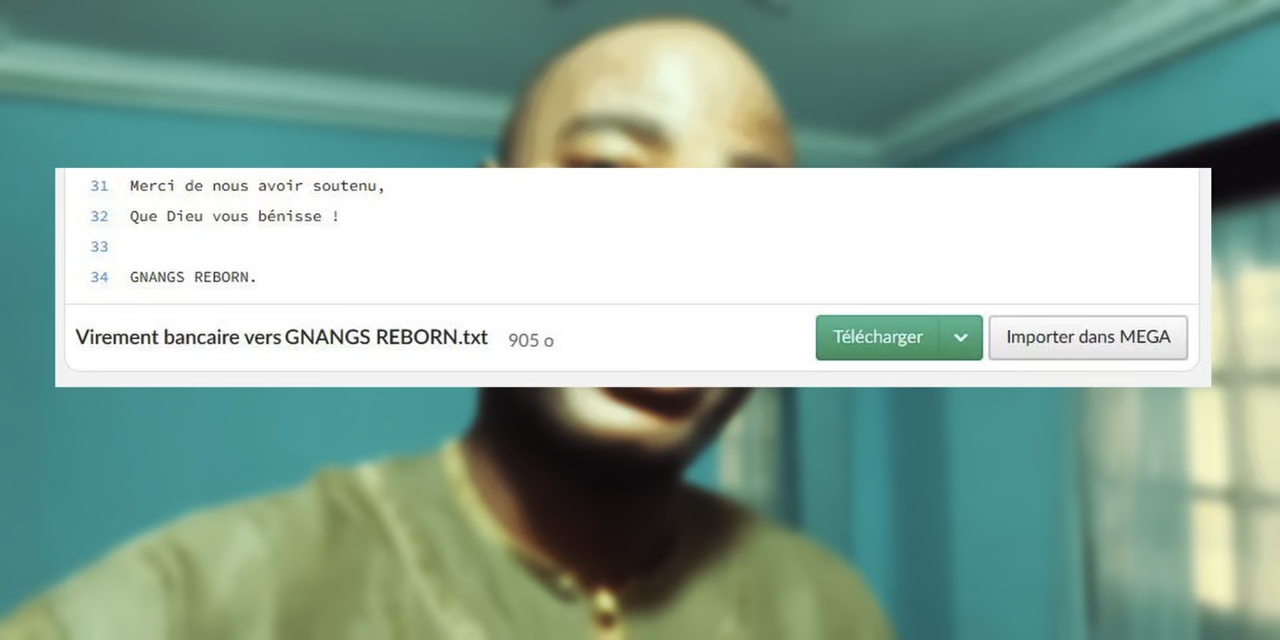 31 Merci de nous avoir soutenu,
32 Que Dieu vous bénisse !
33
34 GNANGS REBORN.
Virement bancaire vers GNANGS REBORN.txt 905 o Télécharger Importer dans MEGA